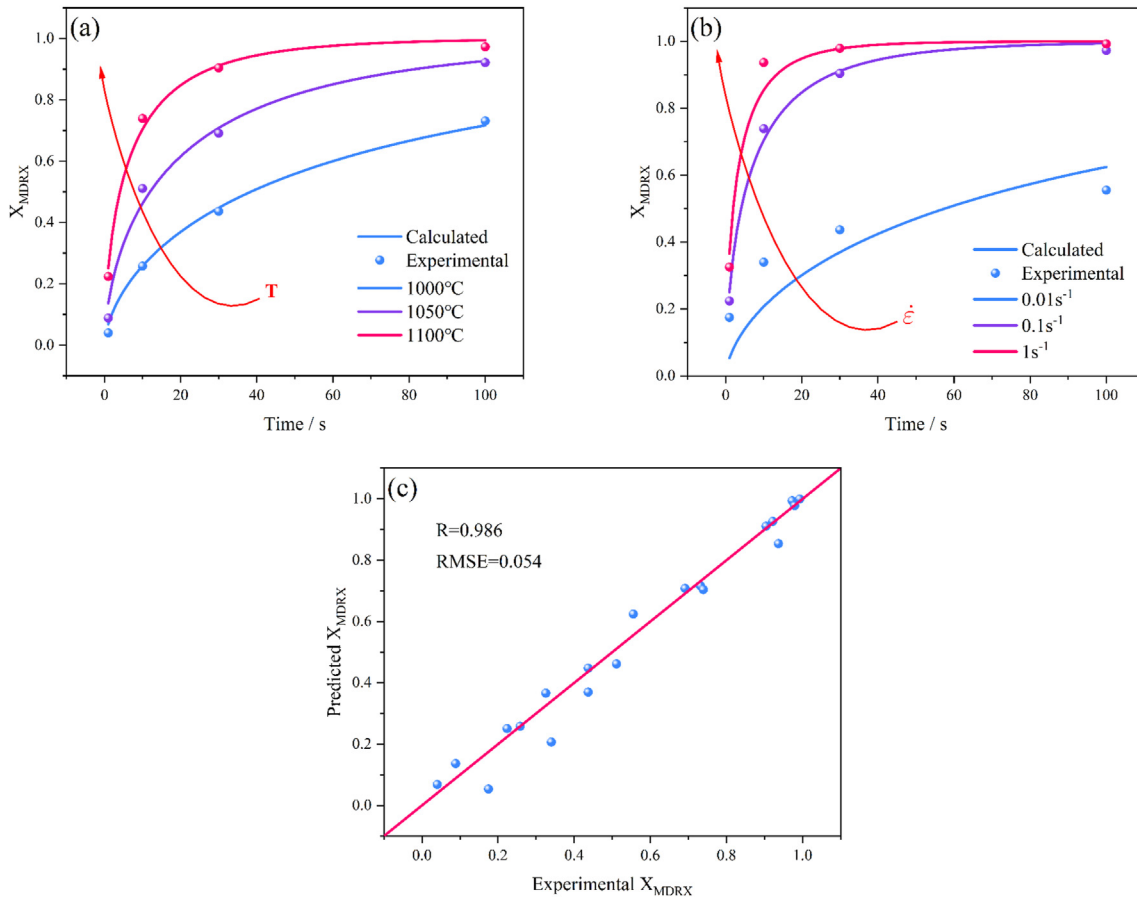 (a)
X_MDRX
1.0
0.8
0.6
0.4
0.2
0.0
T
Calculated
Experimental
1000°C
1050°C
1100°C
0 20 40 60 80 100
Time / s
(b)
X_MDRX
1.0
0.8
0.6
0.4
0.2
0.0
ε̇
Calculated
Experimental
0.01s⁻¹
0.1s⁻¹
1s⁻¹
0 20 40 60 80 100
Time / s
(c)
R=0.986
RMSE=0.054
Predicted X_MDRX
1.0
0.8
0.6
0.4
0.2
0.0
0.0 0.2 0.4 0.6 0.8 1.0
Experimental X_MDRX